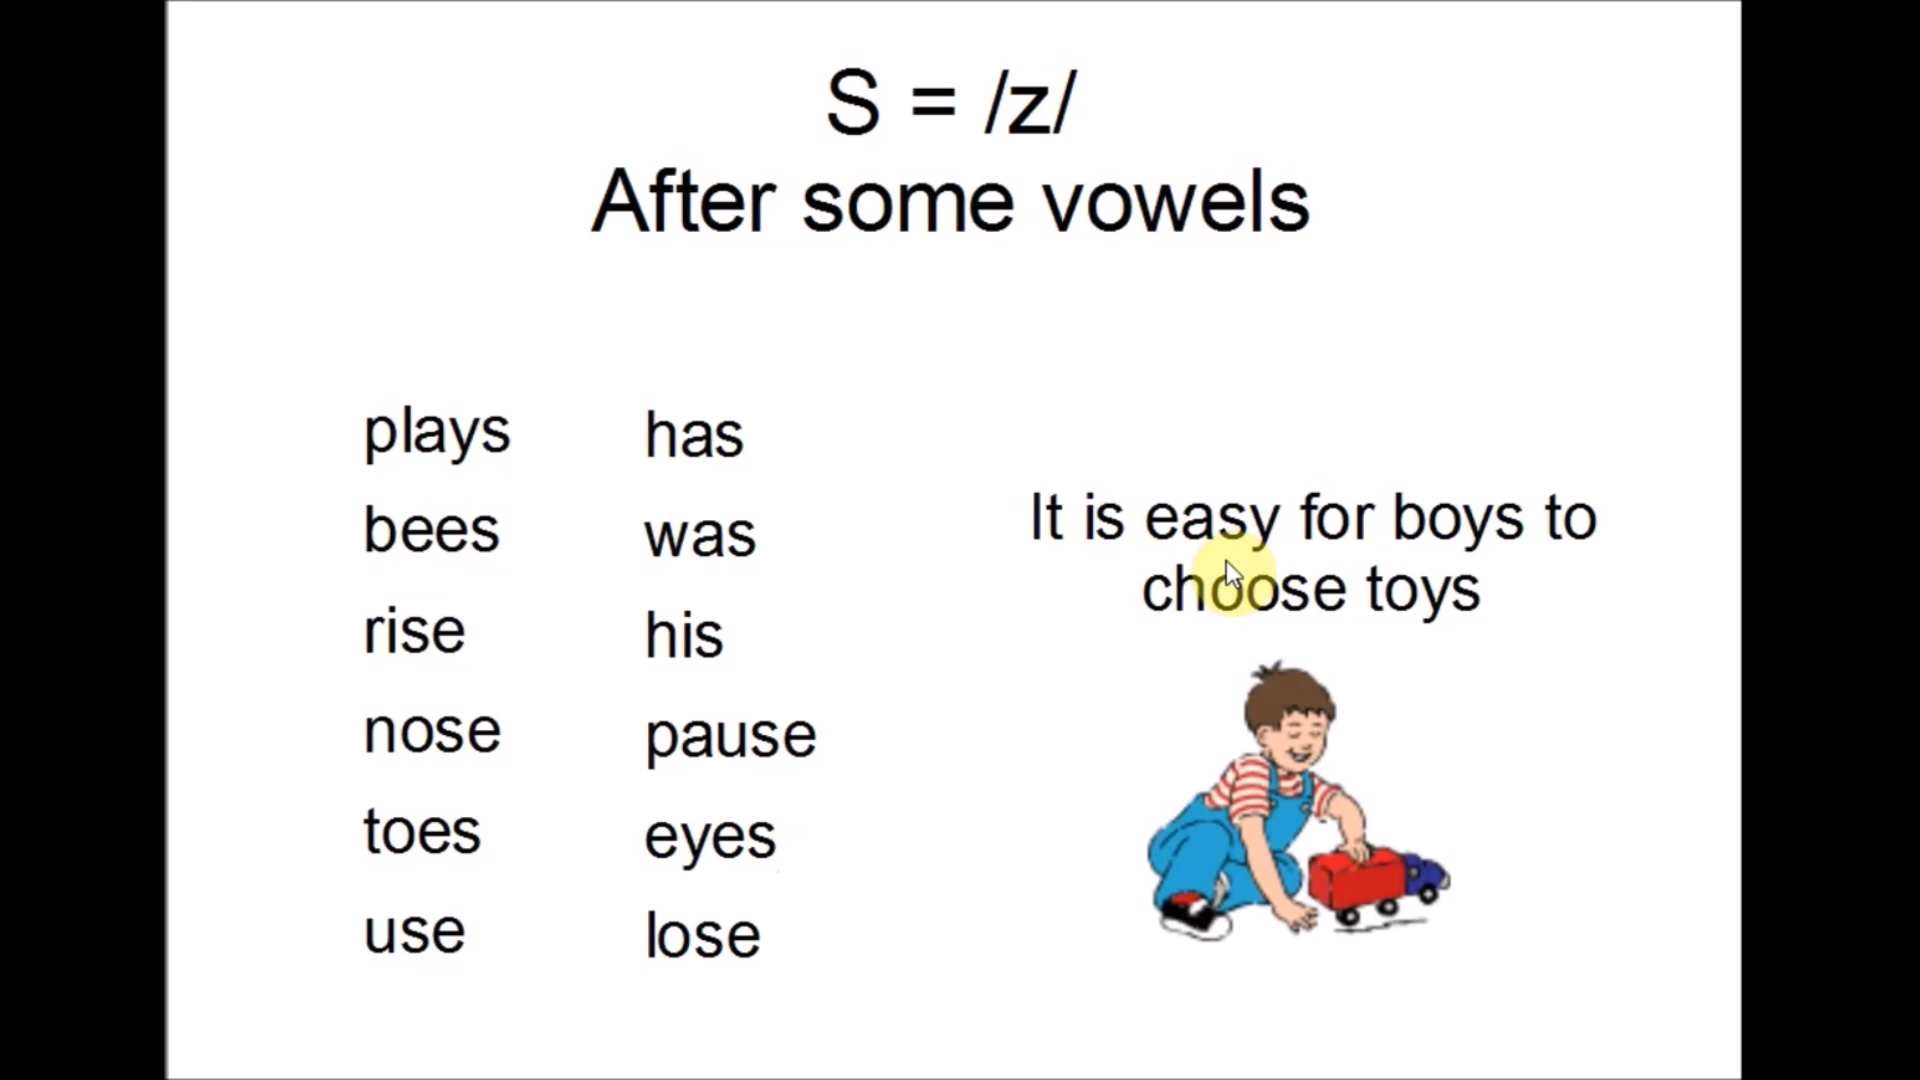 S = /z/
After some vowels
plays
bees
rise
nose
toes
use
has
was
his
pause
eyes
lose
It is easy for boys to
choose toys